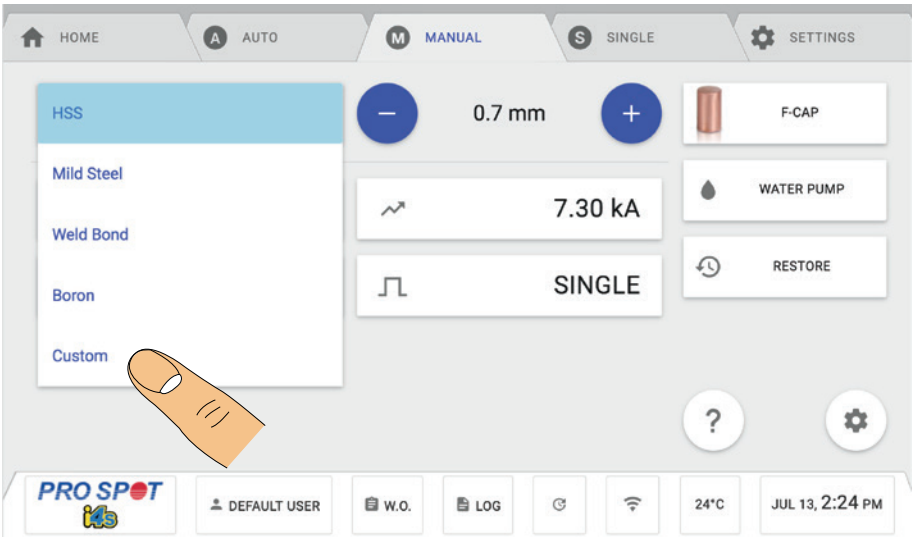 HOME
A AUTO
M MANUAL
S SINGLE
SETTINGS
HSS
Mild Steel
Weld Bond
Boron
Custom
− 0.7 mm +
7.30 kA
SINGLE
F-CAP
WATER PUMP
RESTORE
?
PRO SPOT
i4s
DEFAULT USER
W.O.
LOG
24°C
JUL 13, 2:24 PM